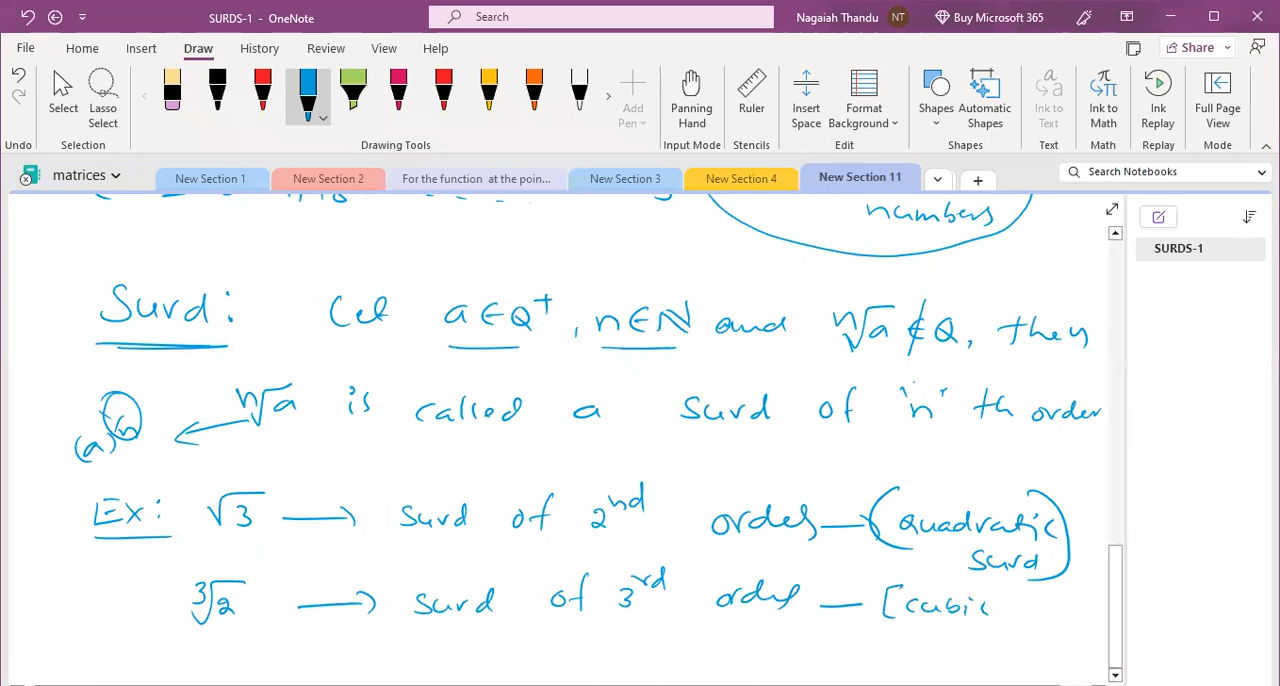 SURDS-1 - OneNote
Search
Nagaiah Thandu NT
Buy Microsoft 365
File Home Insert Draw History Review View Help
Share
Select
Lasso Select
Add Pen
Panning Hand
Ruler
Insert Space
Format Background
Shapes
Automatic Shapes
Ink to Text
Ink to Math
Ink Replay
Full Page View
Undo Selection Drawing Tools Input Mode Stencils Edit Shapes Text Math Replay Mode
matrices
New Section 1 New Section 2 For the function at the poin... New Section 3 New Section 4 New Section 11
Search Notebooks
SURDS-1
numbers
Surd: Let a∈Q⁺, n∈ℕ and ⁿ√a ∉ Q, then
ⁿ√a is called a surd of 'n' th order
(a)^(1/n)
Ex: √3 ⟶ surd of 2nd order → (quadratic surd)
³√2 ⟶ surd of 3rd order — [cubic